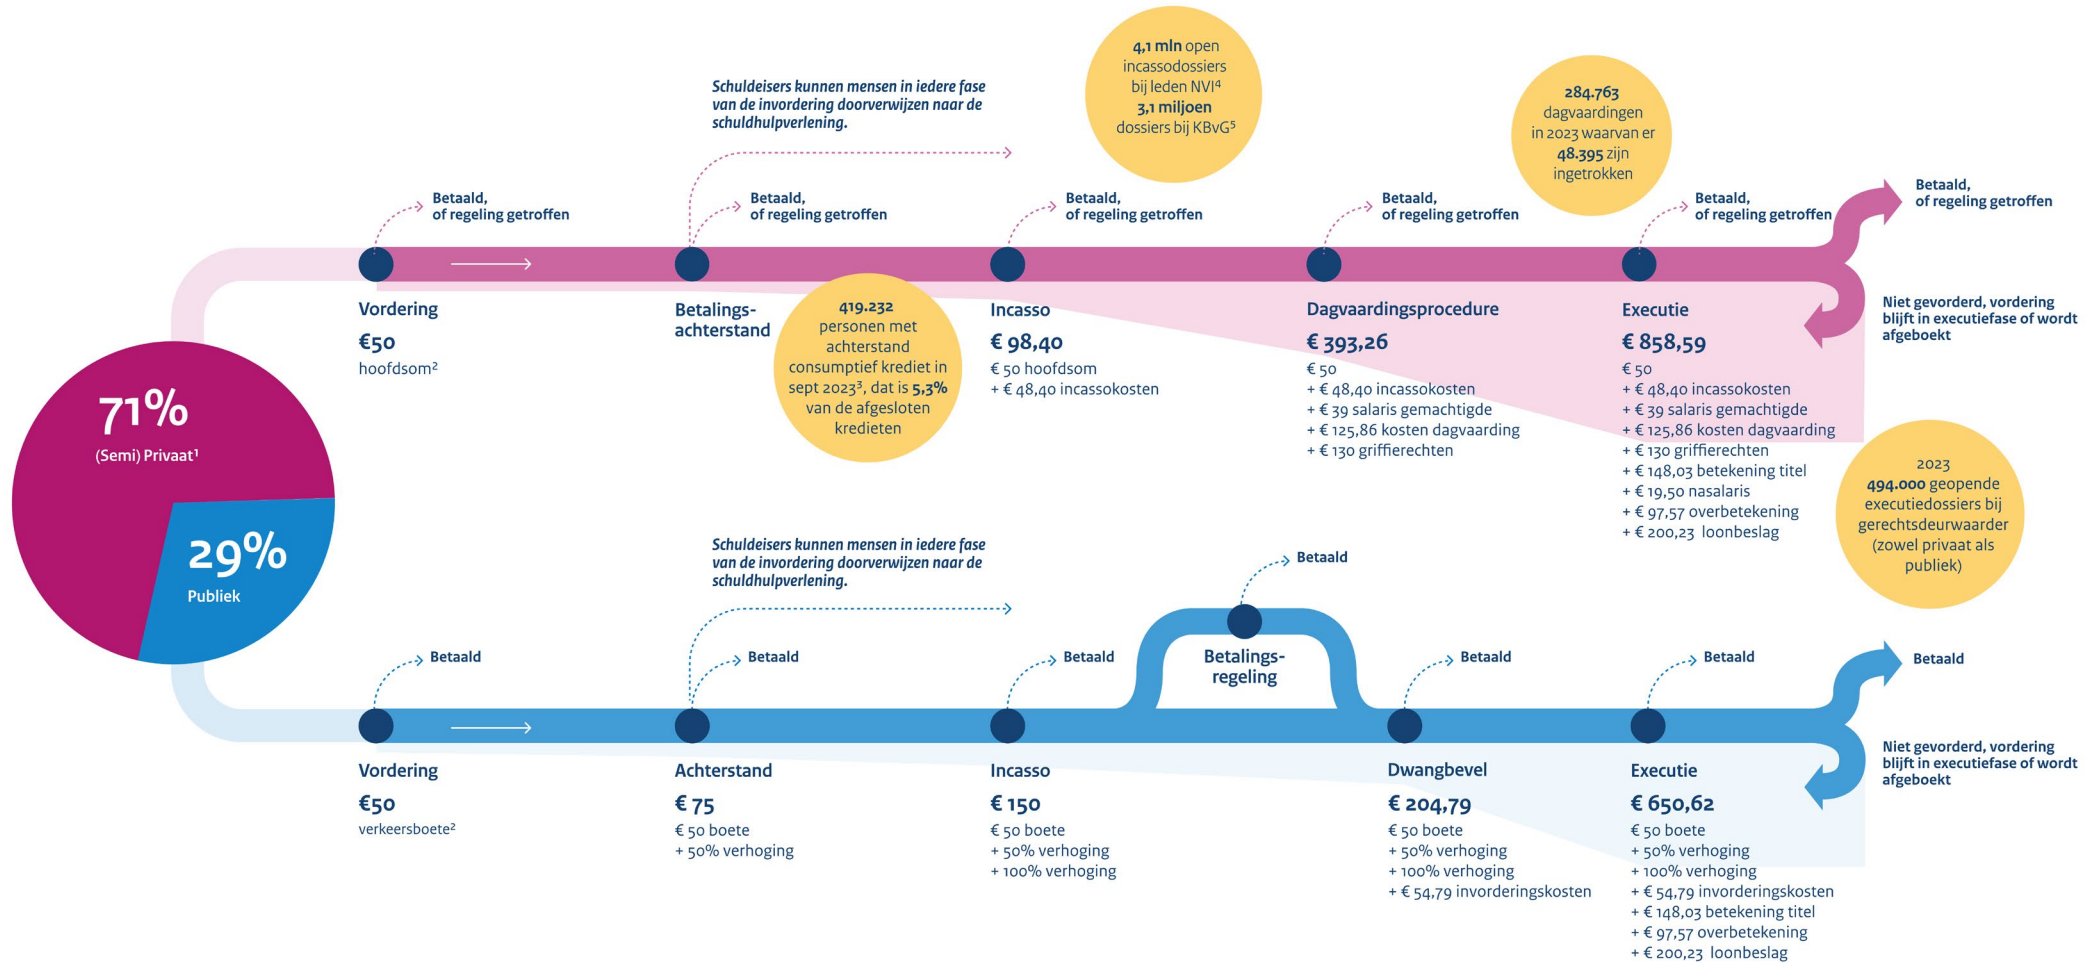 4,1 mln open
incassodossiers
bij leden NVI⁴
3,1 miljoen
dossiers bij KBvG⁵
284.763
dagvaardingen
in 2023 waarvan er
48.395 zijn
ingetrokken
Schuldeisers kunnen mensen in iedere fase
van de invordering doorverwijzen naar de
schuldhulpverlening.
Betaald,
of regeling getroffen
Betaald,
of regeling getroffen
Betaald,
of regeling getroffen
Betaald,
of regeling getroffen
Betaald,
of regeling getroffen
Betaald,
of regeling getroffen
Vordering
€50
hoofdsom²
Betalings-
achterstand
419.232
personen met
achterstand
consumptief krediet in
sept 2023³, dat is 5,3%
van de afgesloten
kredieten
Incasso
€ 98,40
€ 50 hoofdsom
+ € 48,40 incassokosten
Dagvaardingsprocedure
€ 393,26
€ 50
+ € 48,40 incassokosten
+ € 39 salaris gemachtigde
+ € 125,86 kosten dagvaarding
+ € 130 griffierechten
Executie
€ 858,59
€ 50
+ € 48,40 incassokosten
+ € 39 salaris gemachtigde
+ € 125,86 kosten dagvaarding
+ € 130 griffierechten
+ € 148,03 betekening titel
+ € 19,50 nasalaris
+ € 97,57 overbetekening
+ € 200,23 loonbeslag
Niet gevorderd, vordering
blijft in executiefase of wordt
afgeboekt
71%
(Semi) Privaat¹
29%
Publiek
2023
494.000 geopende
executiedossiers bij
gerechtsdeurwaarder
(zowel privaat als
publiek)
Schuldeisers kunnen mensen in iedere fase
van de invordering doorverwijzen naar de
schuldhulpverlening.
Betaald
Betaald
Betaald
Betaald
Betalings-
regeling
Betaald
Betaald
Betaald
Vordering
€50
verkeersboete²
Achterstand
€ 75
€ 50 boete
+ 50% verhoging
Incasso
€ 150
€ 50 boete
+ 50% verhoging
+ 100% verhoging
Dwangbevel
€ 204,79
€ 50 boete
+ 50% verhoging
+ 100% verhoging
+ € 54,79 invorderingskosten
Executie
€ 650,62
€ 50 boete
+ 50% verhoging
+ 100% verhoging
+ € 54,79 invorderingskosten
+ € 148,03 betekening titel
+ € 97,57 overbetekening
+ € 200,23 loonbeslag
Niet gevorderd, vordering
blijft in executiefase of wordt
afgeboekt